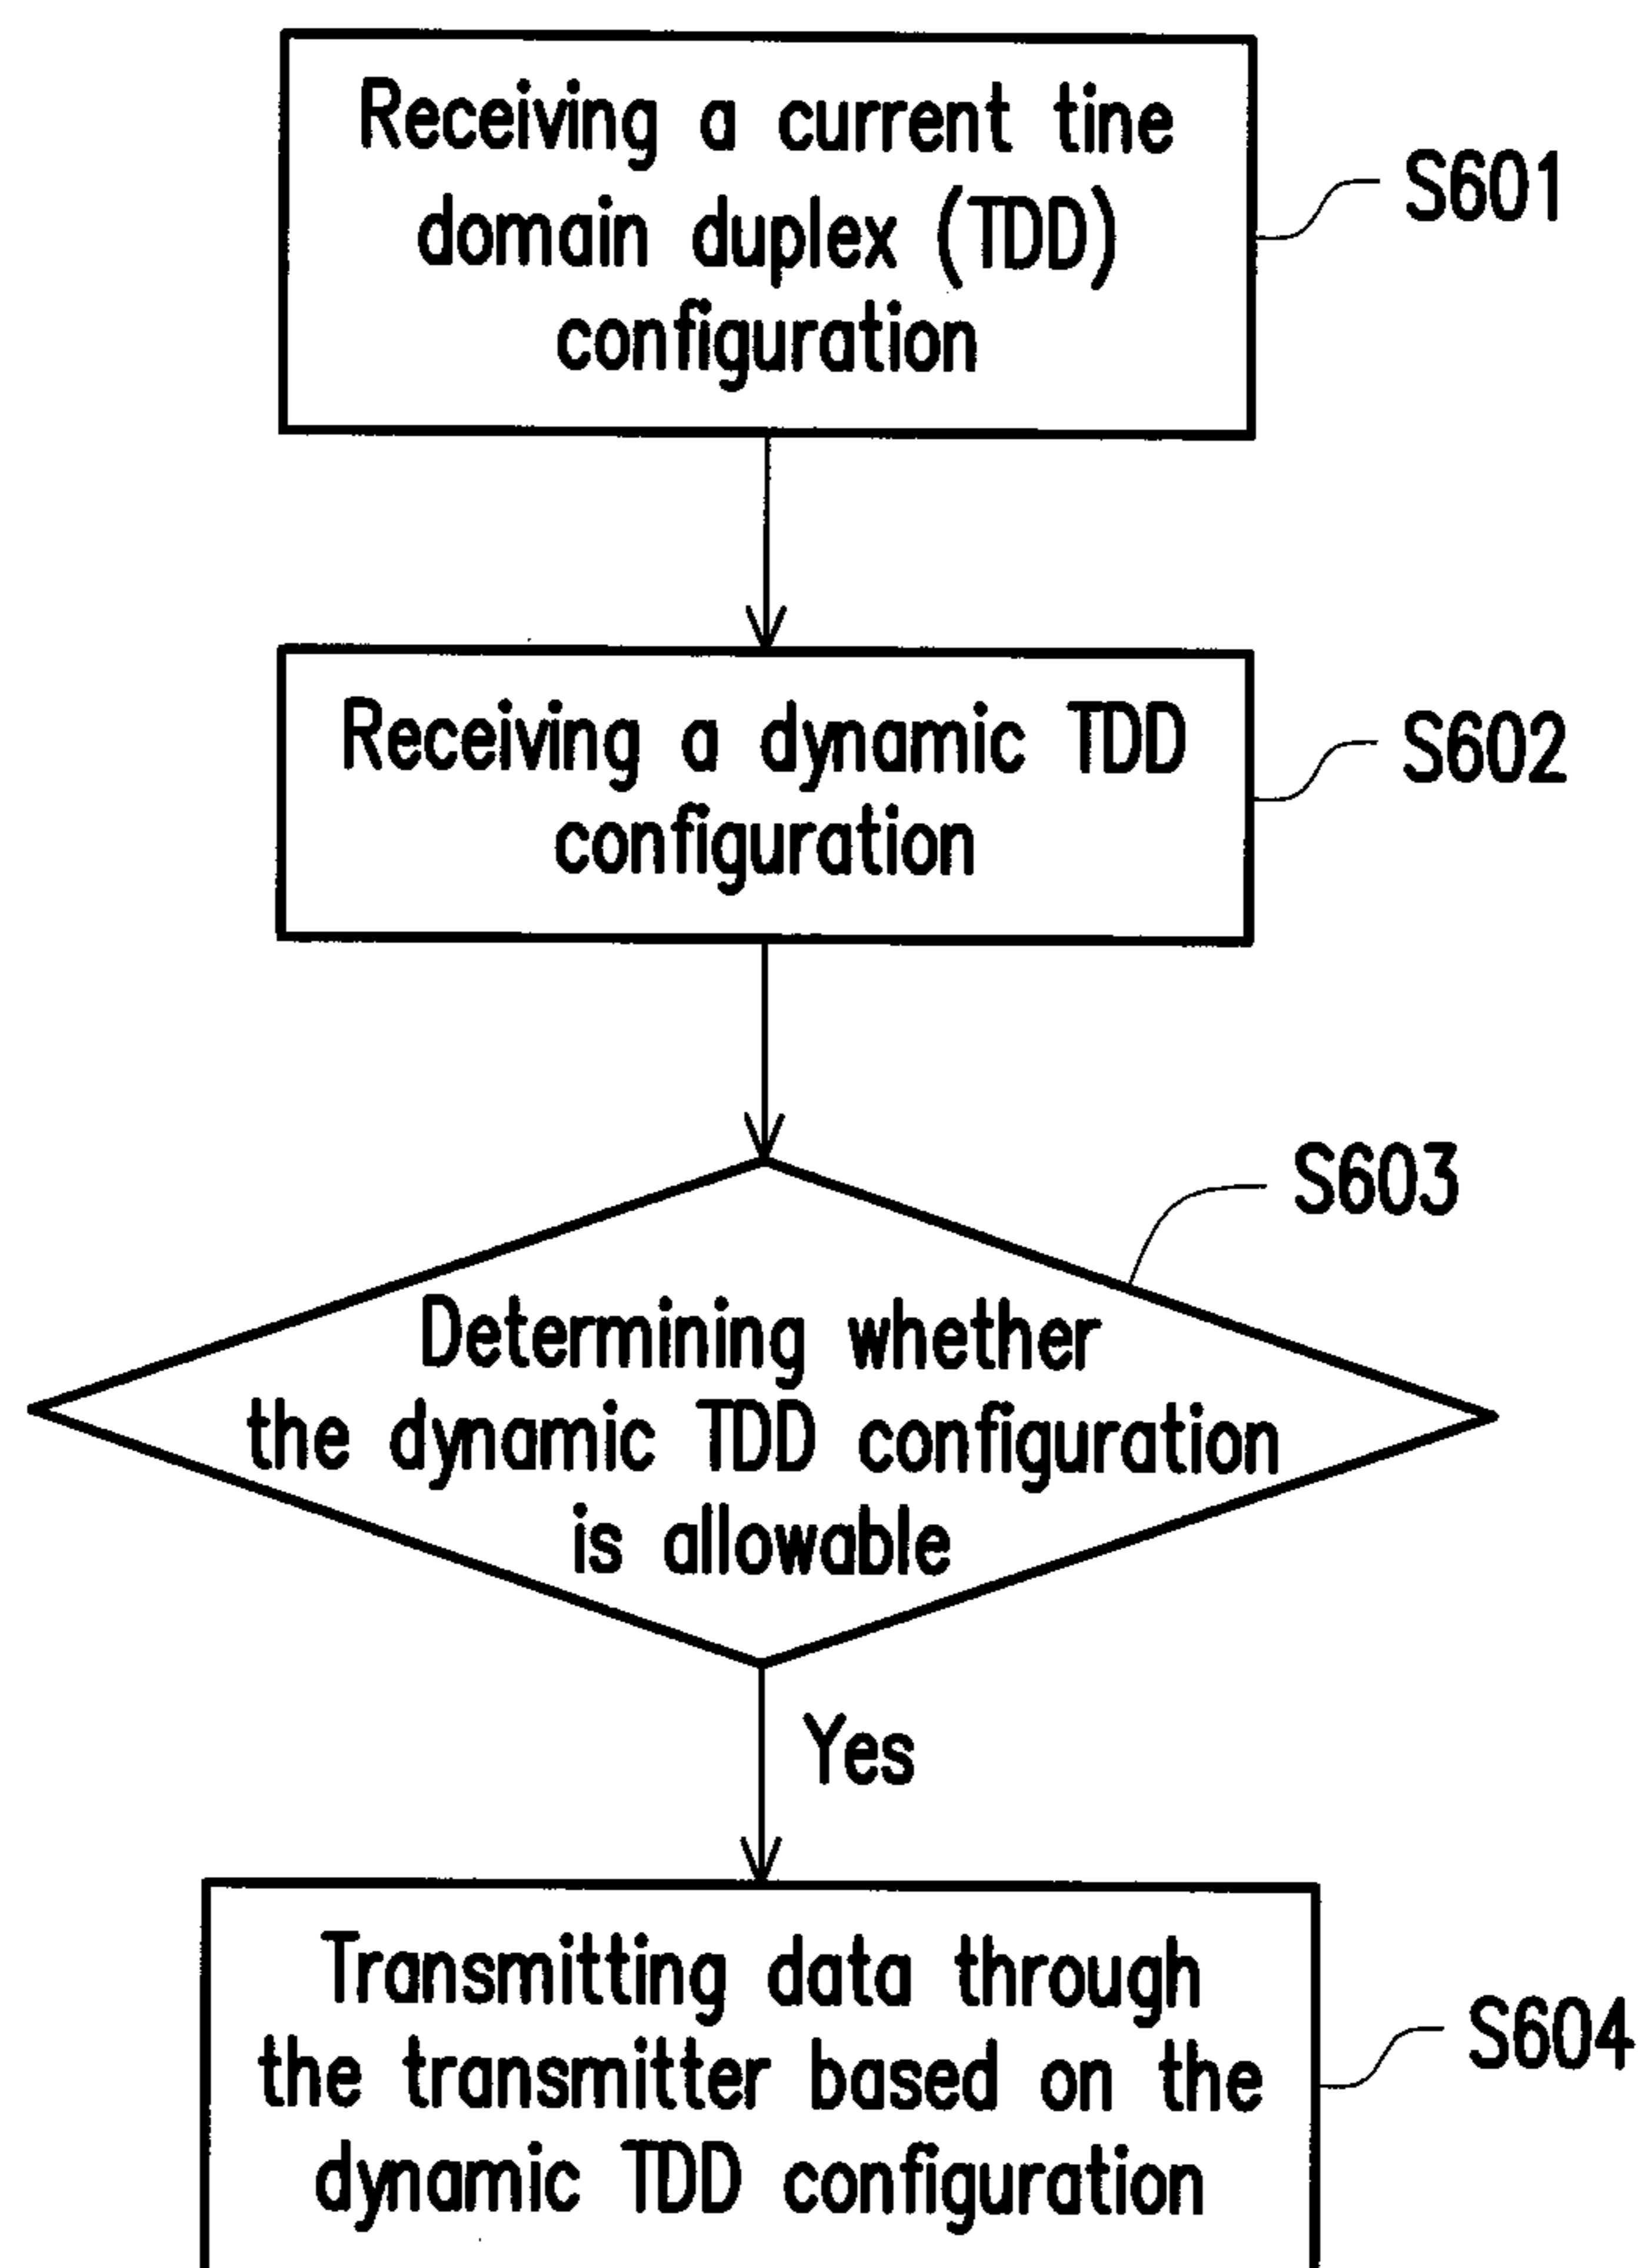 Receiving a current tine
domain duplex (TDD)
configuration
S601
Receiving a dynamic TDD
configuration
S602
S603
Determining whether
the dynamic TDD configuration
is allowable
Yes
Transmitting data through
the transmitter based on the
dynamic TDD configuration
S604